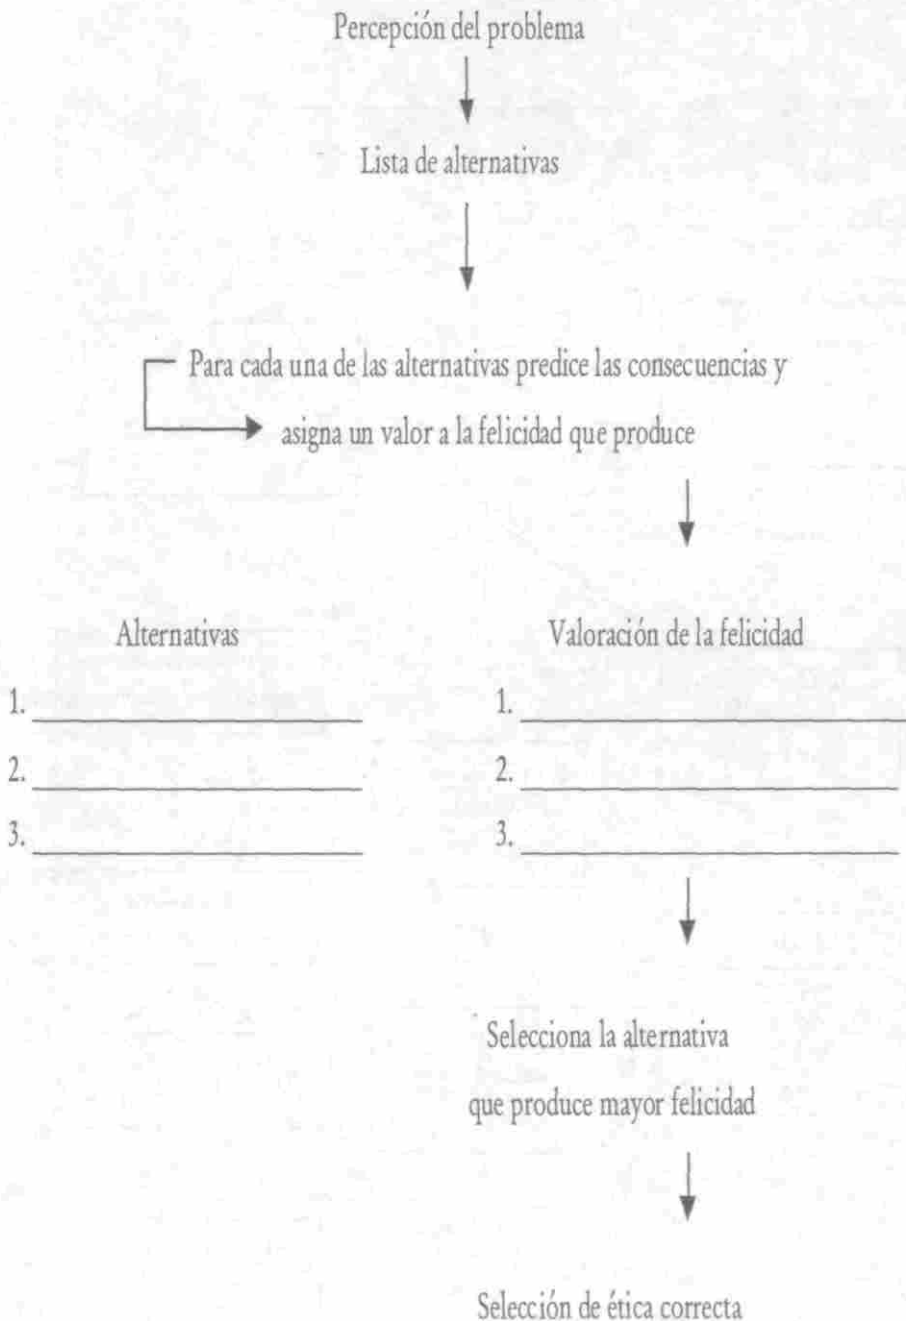 Percepción del problema
Lista de alternativas
Para cada una de las alternativas predice las consecuencias y
asigna un valor a la felicidad que produce
Alternativas
Valoración de la felicidad
1.
1.
2.
2.
3.
3.
Selecciona la alternativa
que produce mayor felicidad
Selección de ética correcta